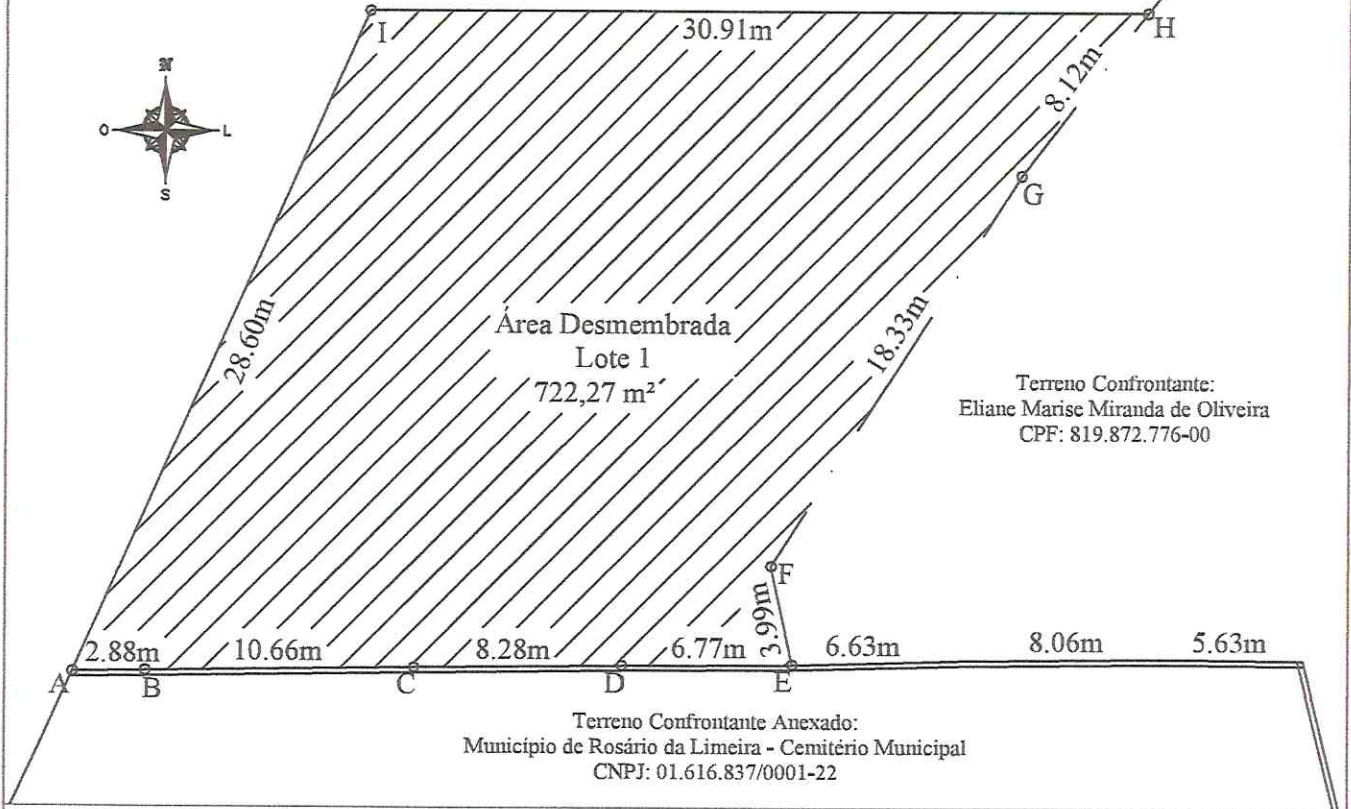 I
30.91m
H
N
O
L
S
8.12m
G
28.60m
Área Desmembrada
Lote 1
722,27 m²
18.33m
Terreno Confrontante:
Eliane Marise Miranda de Oliveira
CPF: 819.872.776-00
F
3.99m
2.88m
10.66m
8.28m
6.77m
6.63m
8.06m
5.63m
A
B
C
D
E
Terreno Confrontante Anexado:
Município de Rosário da Limeira - Cemitério Municipal
CNPJ: 01.616.837/0001-22